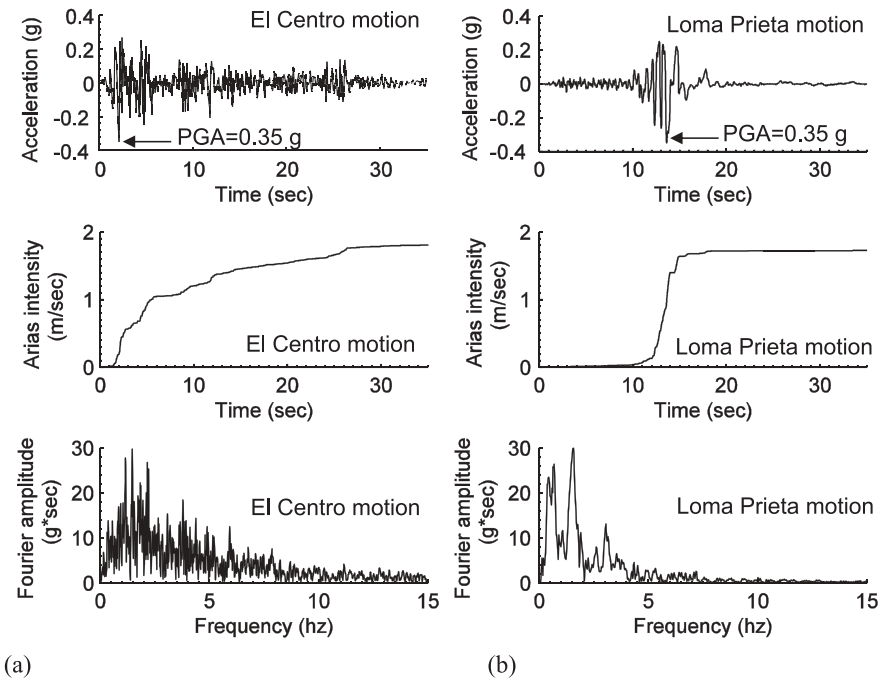 El Centro motion
Acceleration (g)
0.4
0.2
0
-0.2
-0.4
PGA=0.35 g
0 10 20 30
Time (sec)
Loma Prieta motion
Acceleration (g)
0.4
0.2
0
-0.2
-0.4
PGA=0.35 g
0 10 20 30
Time (sec)
Arias intensity
(m/sec)
2
1
0
El Centro motion
0 10 20 30
Time (sec)
Arias intensity
(m/sec)
2
1
0
Loma Prieta motion
0 10 20 30
Time (sec)
Fourier amplitude
(g*sec)
30
20
10
0
El Centro motion
0 5 10 15
Frequency (hz)
Fourier amplitude
(g*sec)
30
20
10
0
Loma Prieta motion
0 5 10 15
Frequency (hz)
(a)
(b)